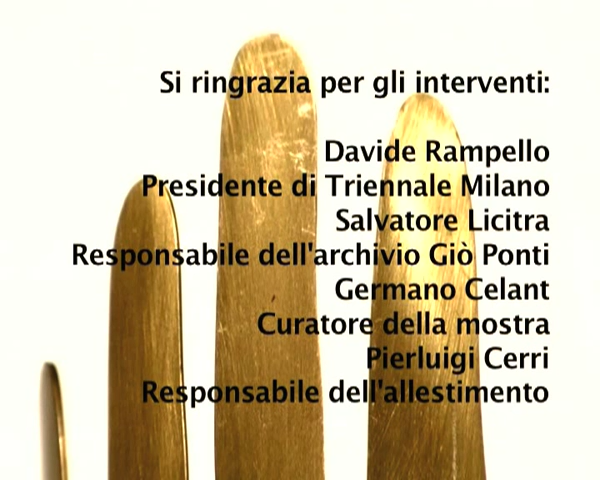 Si ringrazia per gli interventi:
Davide Rampello
Presidente di Triennale Milano
Salvatore Licitra
Responsabile dell'archivio Giò Ponti
Germano Celant
Curatore della mostra
Pierluigi Cerri
Responsabile dell'allestimento